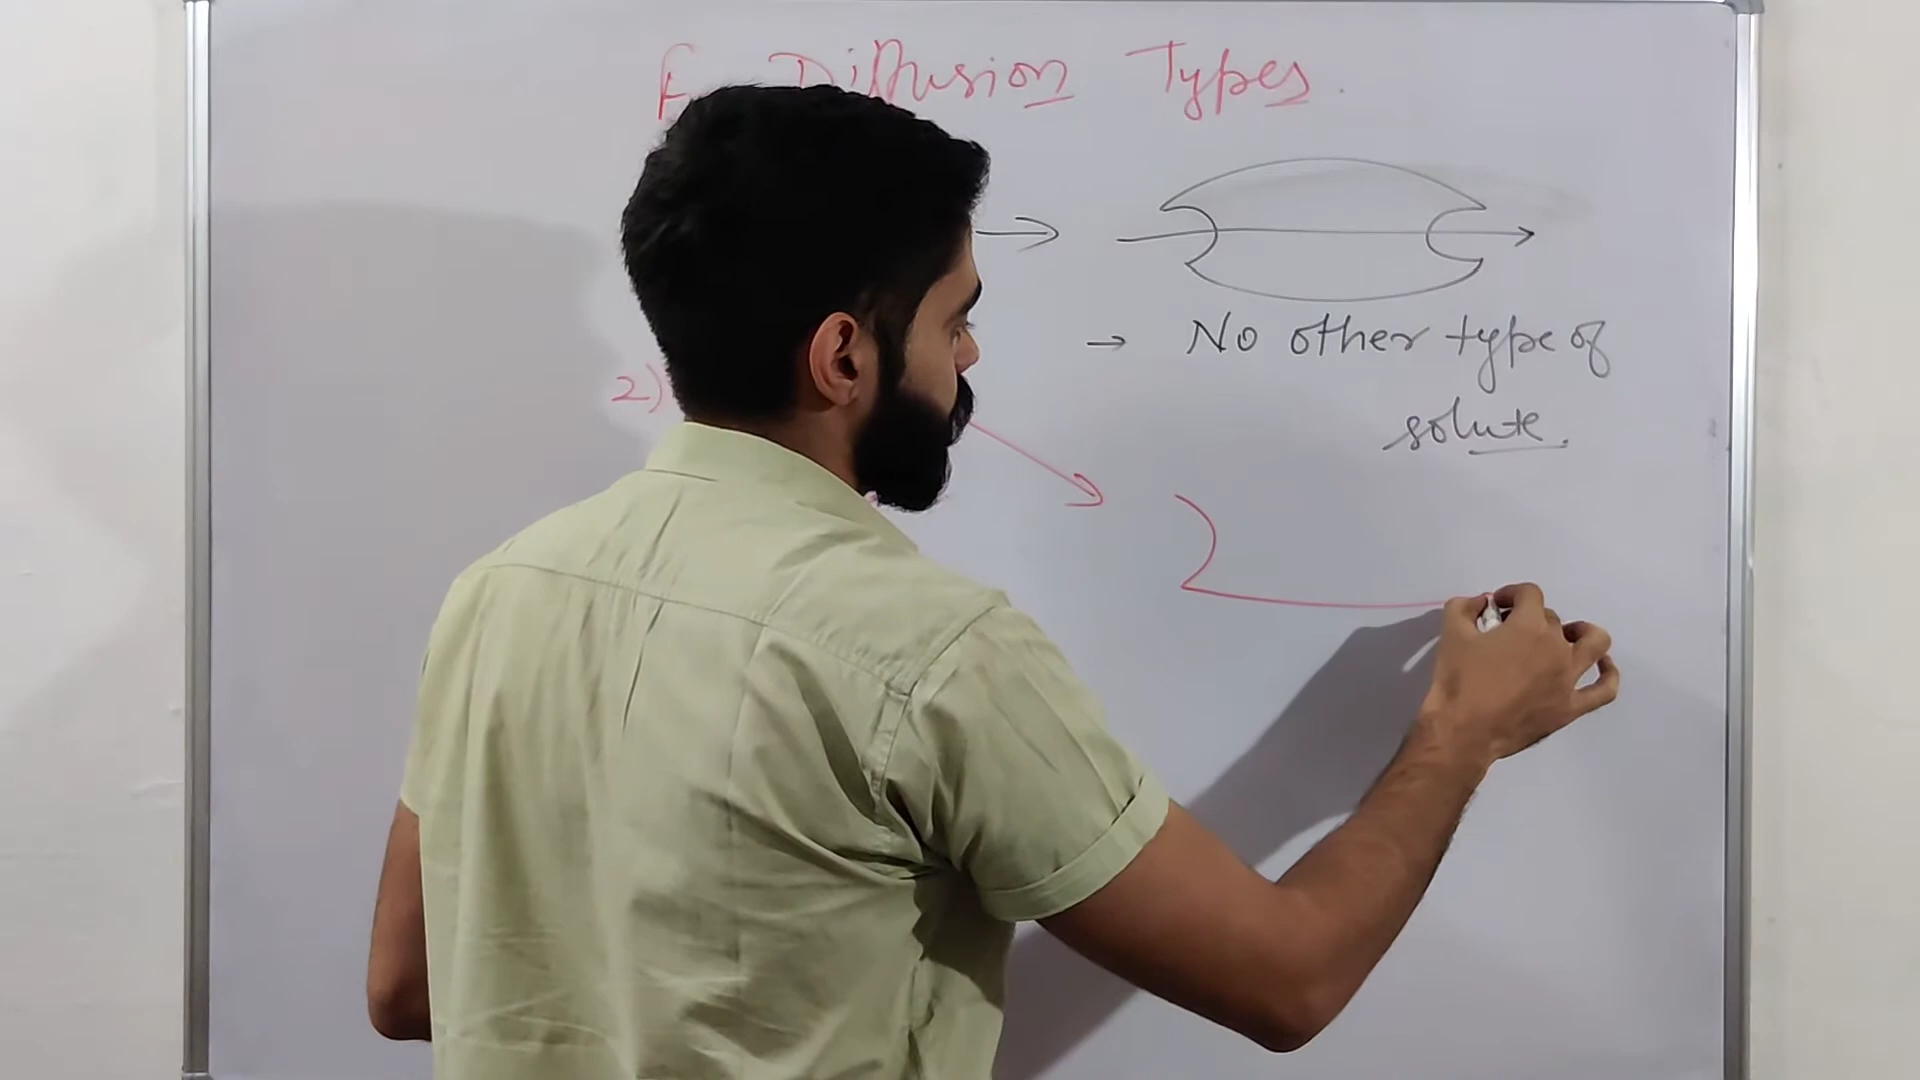 F Diffusion Types.
→ No other type of
solute.
2)